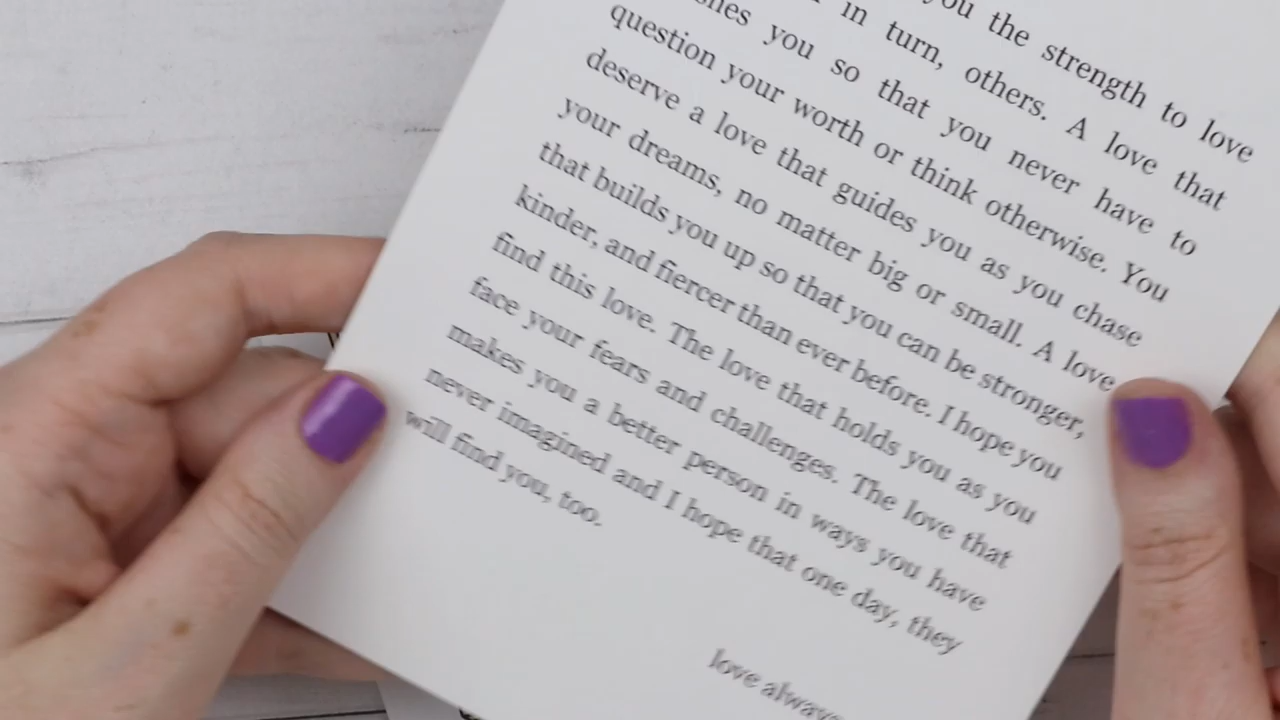 you the strength to love
in turn, others. A love that
you so that you never have to
question your worth or think otherwise. You
deserve a love that guides you as you chase
your dreams, no matter big or small. A love
that builds you up so that you can be stronger,
kinder, and fiercer than ever before. I hope you
find this love. The love that holds you as you
face your fears and challenges. The love that
makes you a better person in ways you have
never imagined and I hope that one day, they
will find you, too.
love always